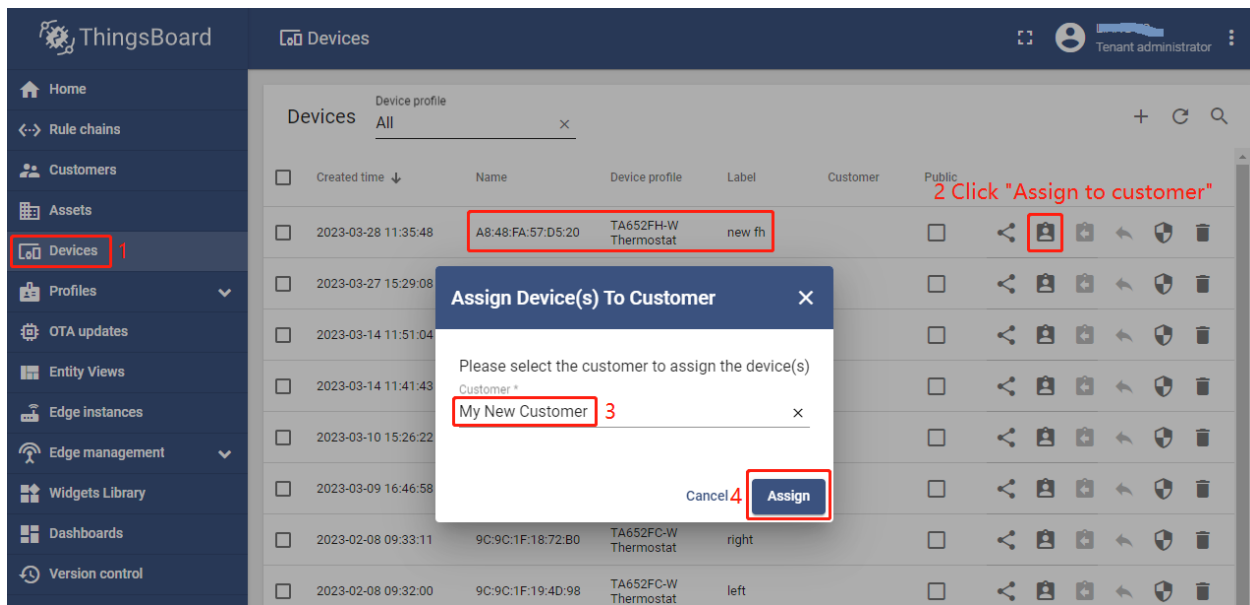 ThingsBoard
Devices
Tenant administrator
Home
Rule chains
Customers
Assets
Devices 1
Profiles
OTA updates
Entity Views
Edge instances
Edge management
Widgets Library
Dashboards
Version control
Devices
Device profile
All
Created time Name Device profile Label Customer Public
2 Click "Assign to customer"
2023-03-28 11:35:48 A8:48:FA:57:D5:20 TA652FH-W Thermostat new fh
2023-03-27 15:29:08
2023-03-14 11:51:04
2023-03-14 11:41:43
2023-03-10 15:26:22
2023-03-09 16:46:58
2023-02-08 09:33:11 9C:9C:1F:18:72:B0 TA652FC-W Thermostat right
2023-02-08 09:32:00 9C:9C:1F:19:4D:98 TA652FC-W Thermostat left
Assign Device(s) To Customer
Please select the customer to assign the device(s)
Customer *
My New Customer 3
Cancel 4 Assign